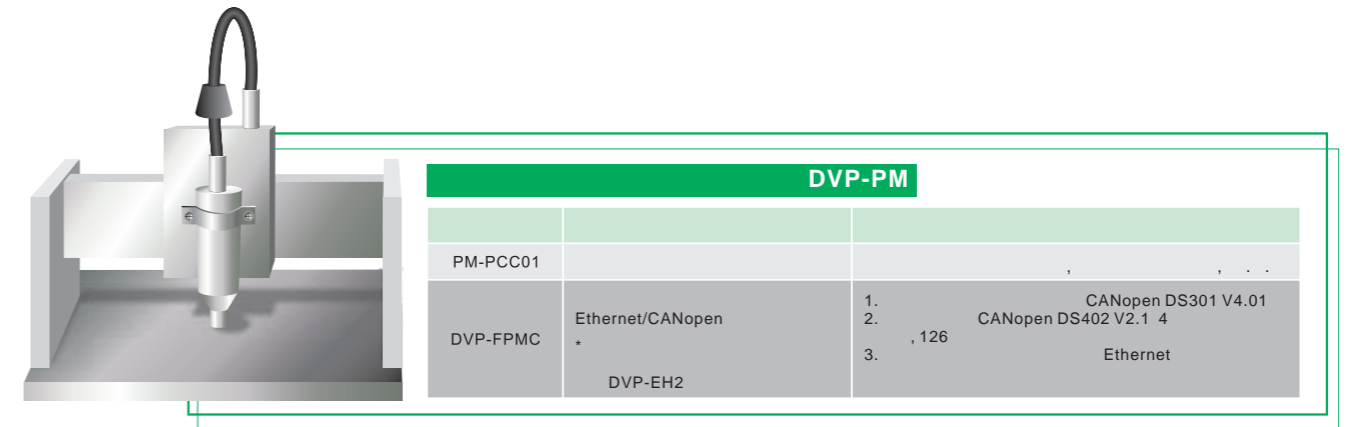 DVP-PM
PM-PCC01
, , . .
DVP-FPMC
Ethernet/CANopen
*
DVP-EH2
1. CANopen DS301 V4.01
2. CANopen DS402 V2.1 4
, 126
3. Ethernet